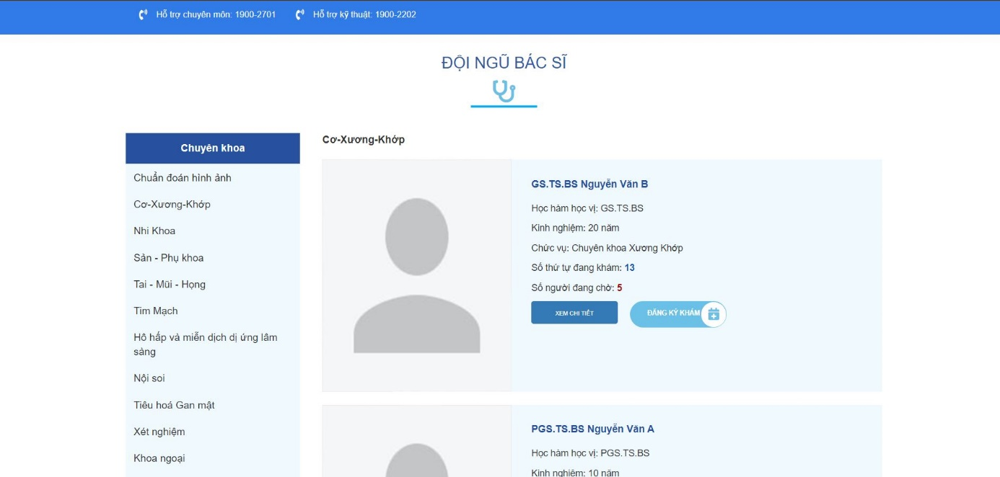 Hỗ trợ chuyên môn: 1900-2701 Hỗ trợ kỹ thuật: 1900-2202
ĐỘI NGŨ BÁC SĨ
Chuyên khoa
Chuẩn đoán hình ảnh
Cơ-Xương-Khớp
Nhi Khoa
Sản - Phụ khoa
Tai - Mũi - Họng
Tim Mạch
Hô hấp và miễn dịch dị ứng lâm
sàng
Nội soi
Tiêu hoá Gan mật
Xét nghiệm
Khoa ngoại
Cơ-Xương-Khớp
GS.TS.BS Nguyễn Văn B
Học hàm học vị: GS.TS.BS
Kinh nghiệm: 20 năm
Chức vụ: Chuyên khoa Xương Khớp
Số thứ tự đang khám: 13
Số người đang chờ: 5
XEM CHI TIẾT ĐĂNG KÝ KHÁM
PGS.TS.BS Nguyễn Văn A
Học hàm học vị: PGS.TS.BS
Kinh nghiệm: 10 năm